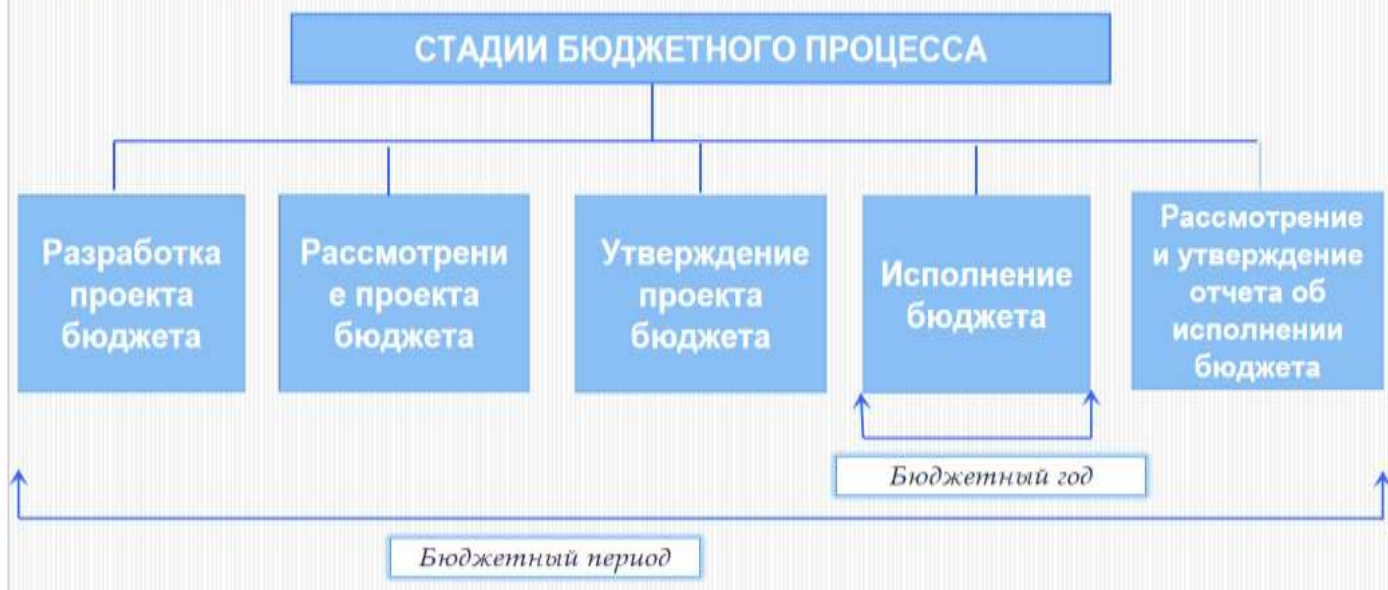 СТАДИИ БЮДЖЕТНОГО ПРОЦЕССА
Разработка
проекта
бюджета
Рассмотрени
е проекта
бюджета
Утверждение
проекта
бюджета
Исполнение
бюджета
Рассмотрение
и утверждение
отчета об
исполнении
бюджета
Бюджетный год
Бюджетный период